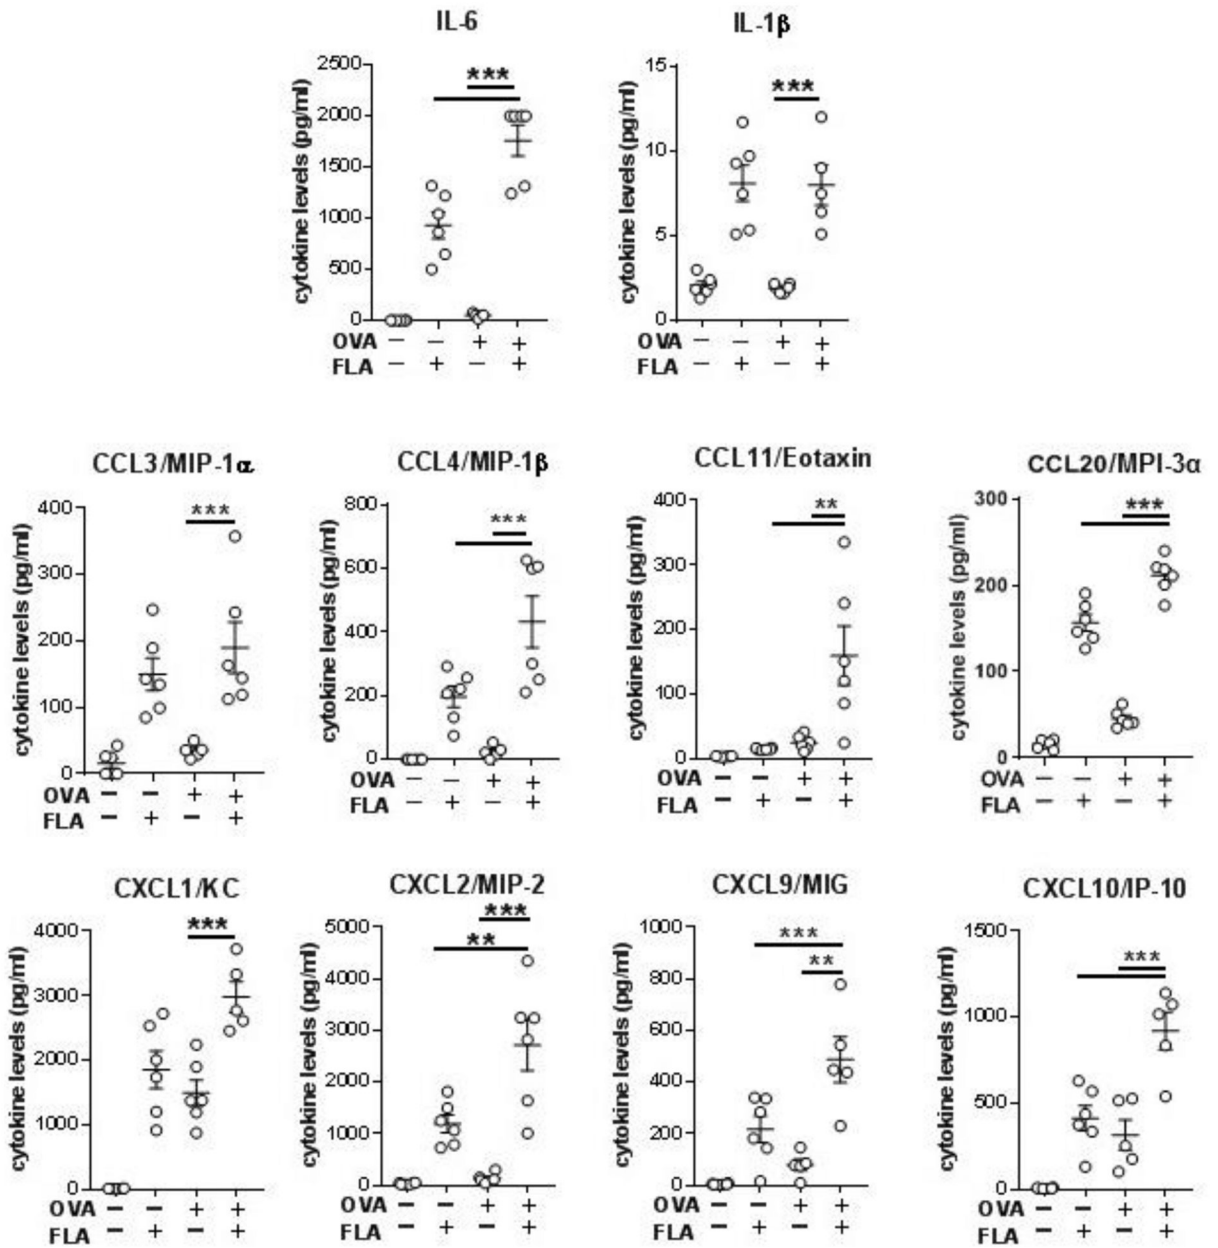 IL-6
IL-1β
cytokine levels (pg/ml)
2500
2000
1500
1000
500
0
***
OVA – – + +
FLA – + – +
cytokine levels (pg/ml)
15
10
5
0
***
– – + +
– + – +
CCL3/MIP-1α
CCL4/MIP-1β
CCL11/Eotaxin
CCL20/MPI-3α
cytokine levels (pg/ml)
400
300
200
100
0
***
OVA – – + +
FLA – + – +
cytokine levels (pg/ml)
800
600
400
200
0
***
OVA – – + +
FLA – + – +
cytokine levels (pg/ml)
400
300
200
100
0
**
OVA – – + +
FLA – + – +
cytokine levels (pg/ml)
300
200
100
0
***
OVA – – + +
FLA – + – +
CXCL1/KC
CXCL2/MIP-2
CXCL9/MIG
CXCL10/IP-10
cytokine levels (pg/ml)
4000
3000
2000
1000
0
***
OVA – – + +
FLA – + – +
cytokine levels (pg/ml)
5000
4000
3000
2000
1000
0
***
**
OVA – – + +
FLA – + – +
cytokine levels (pg/ml)
1000
800
600
400
200
0
***
**
OVA – – + +
FLA – + – +
cytokine levels (pg/ml)
1500
1000
500
0
***
OVA – – + +
FLA – + – +